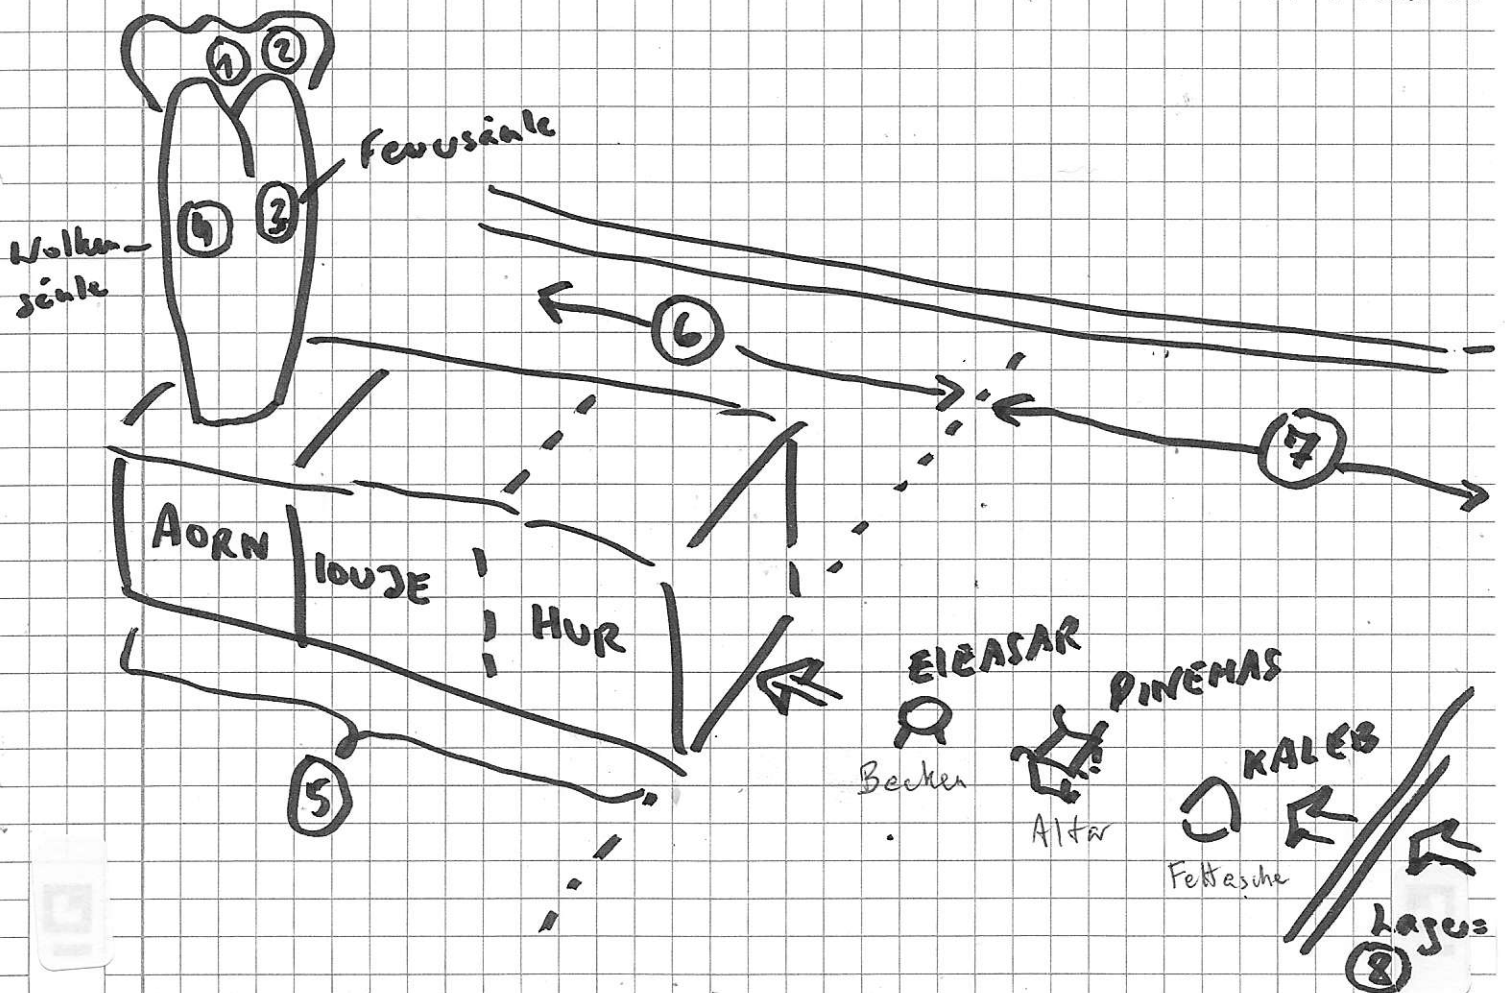 1 2
Feuersäule
4 3
Wolken-
säule
6
7
AORN
IOUJE
HUR
ElEASAR
PINEHAS
Becken
KALEB
5
Altar
Fettasche
Lager=
8